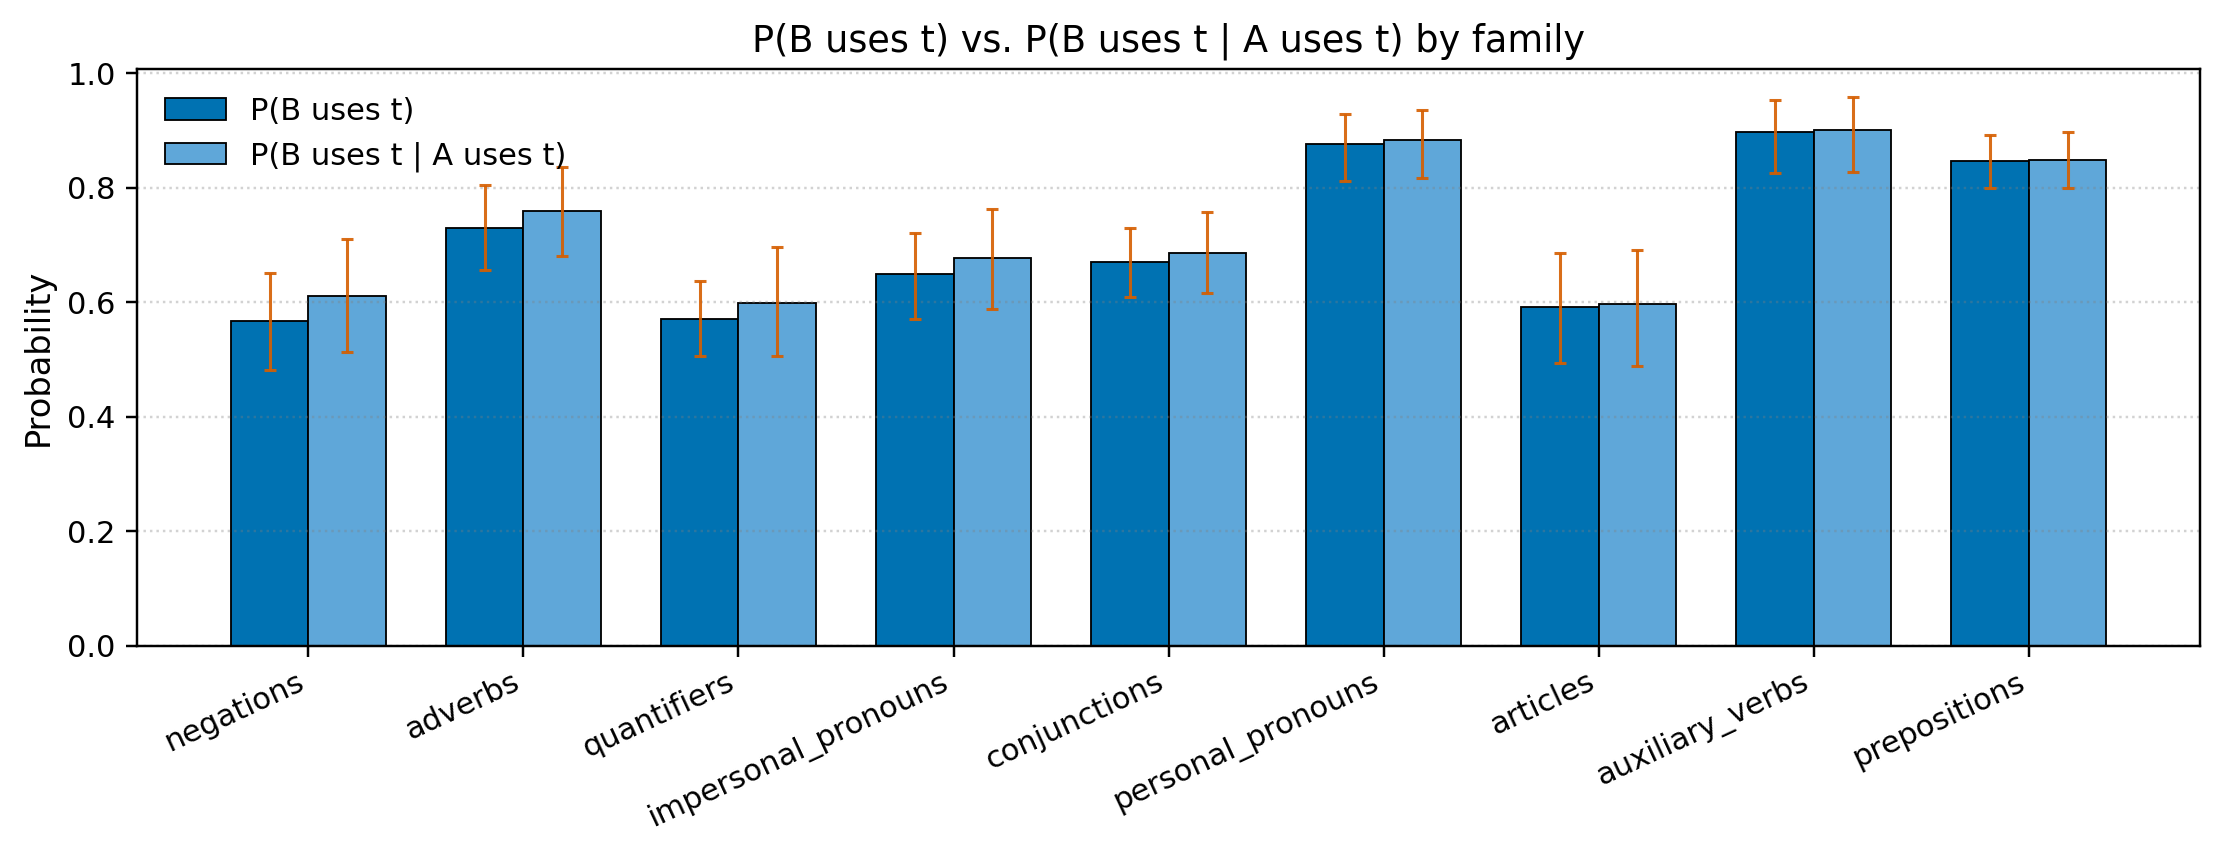 P(B uses t) vs. P(B uses t | A uses t) by family
P(B uses t)
P(B uses t | A uses t)
Probability
1.0
0.8
0.6
0.4
0.2
0.0
negations
adverbs
quantifiers
impersonal_pronouns
conjunctions
personal_pronouns
articles
auxiliary_verbs
prepositions